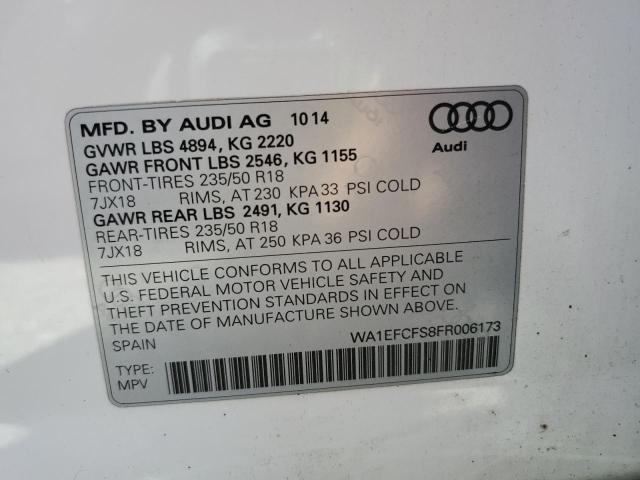 MFD. BY AUDI AG 10 14
GVWR LBS 4894, KG 2220
GAWR FRONT LBS 2546, KG 1155
FRONT-TIRES 235/50 R18
7JX18 RIMS, AT 230 KPA 33 PSI COLD
GAWR REAR LBS 2491, KG 1130
REAR-TIRES 235/50 R18
7JX18 RIMS, AT 250 KPA 36 PSI COLD
Audi
THIS VEHICLE CONFORMS TO ALL APPLICABLE
U.S. FEDERAL MOTOR VEHICLE SAFETY AND
THEFT PREVENTION STANDARDS IN EFFECT ON
THE DATE OF MANUFACTURE SHOWN ABOVE.
SPAIN WA1EFCFS8FR006173
TYPE:
MPV